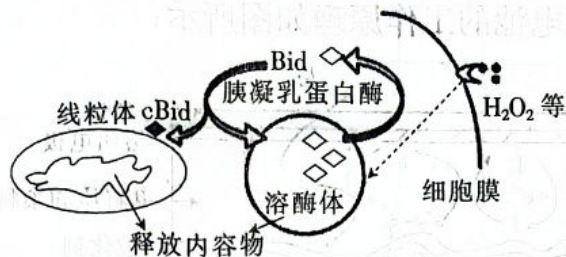 Bid
胰凝乳蛋白酶
线粒体 cBid
H₂O₂ 等
溶酶体
细胞膜
释放内容物